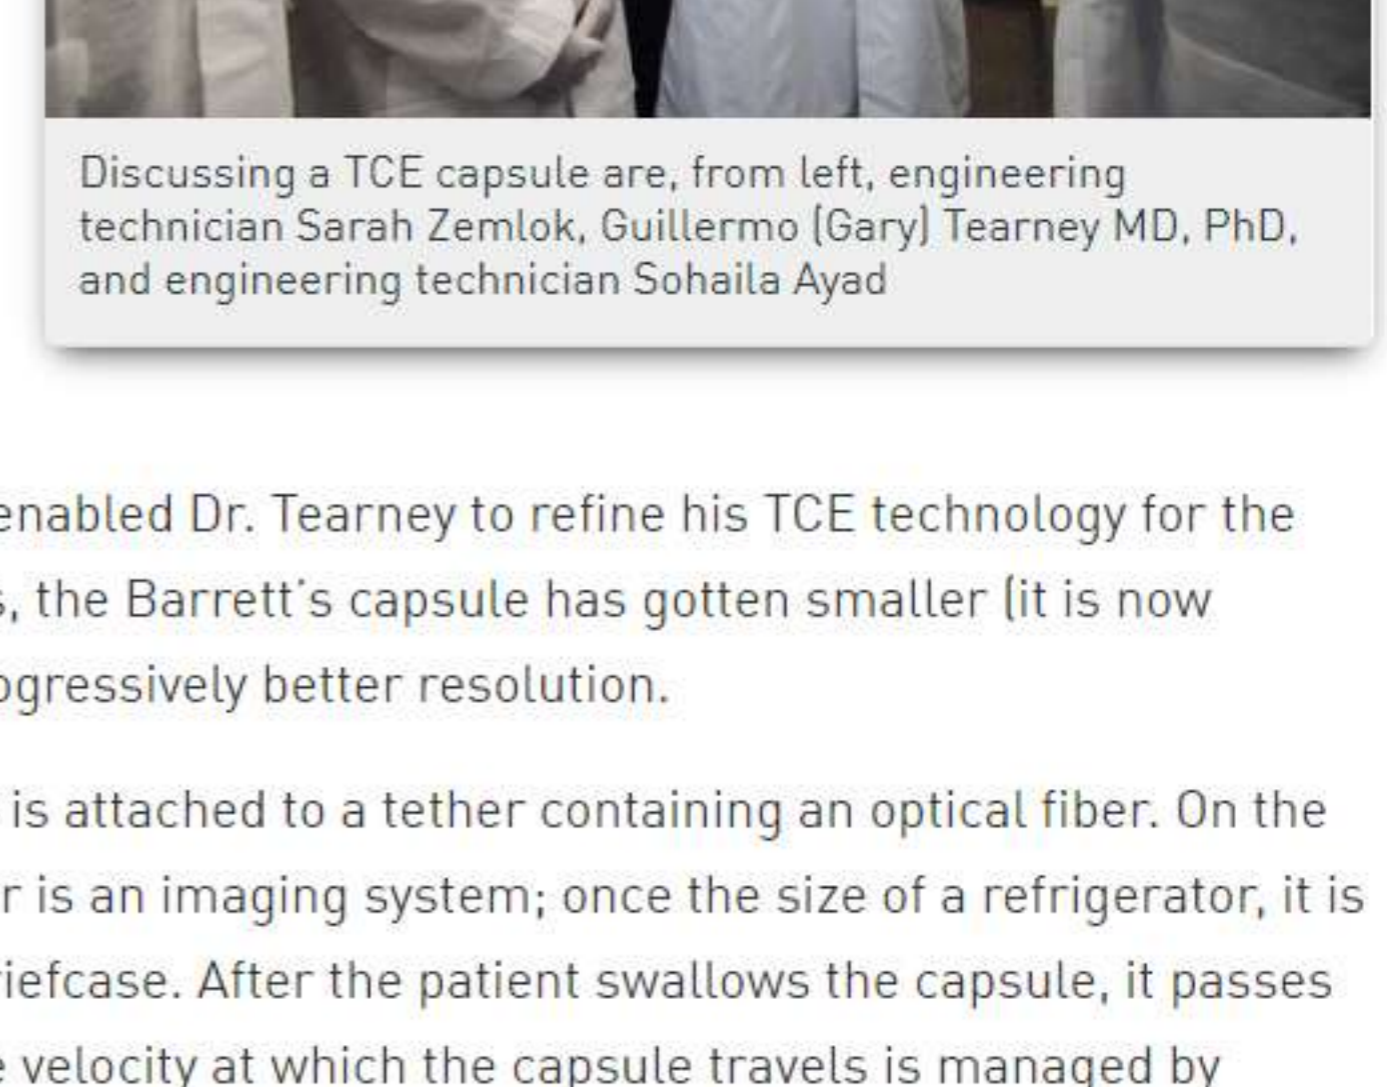 Discussing a TCE capsule are, from left, engineering
technician Sarah Zemlok, Guillermo (Gary) Tearney MD, PhD,
and engineering technician Sohaila Ayad
enabled Dr. Tearney to refine his TCE technology for the
the Barrett's capsule has gotten smaller (it is now
better resolution.
is attached to a tether containing an optical fiber. On the
is an imaging system; once the size of a refrigerator, it is
After the patient swallows the capsule, it passes
velocity at which the capsule travels is managed by